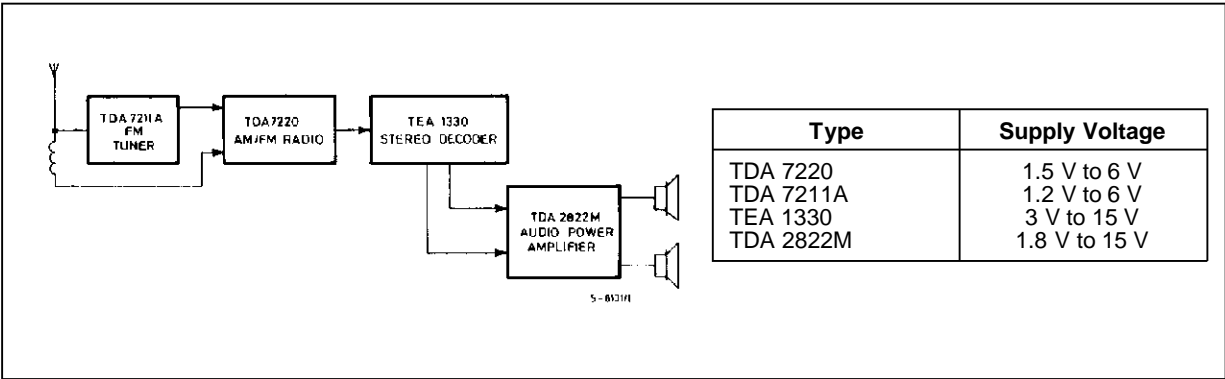 TDA 7211A
FM
TUNER
TDA7220
AM/FM RADIO
TEA 1330
STEREO DECODER
TDA 2822M
AUDIO POWER
AMPLIFIER
Type Supply Voltage
TDA 7220 1.5 V to 6 V
TDA 7211A 1.2 V to 6 V
TEA 1330 3 V to 15 V
TDA 2822M 1.8 V to 15 V